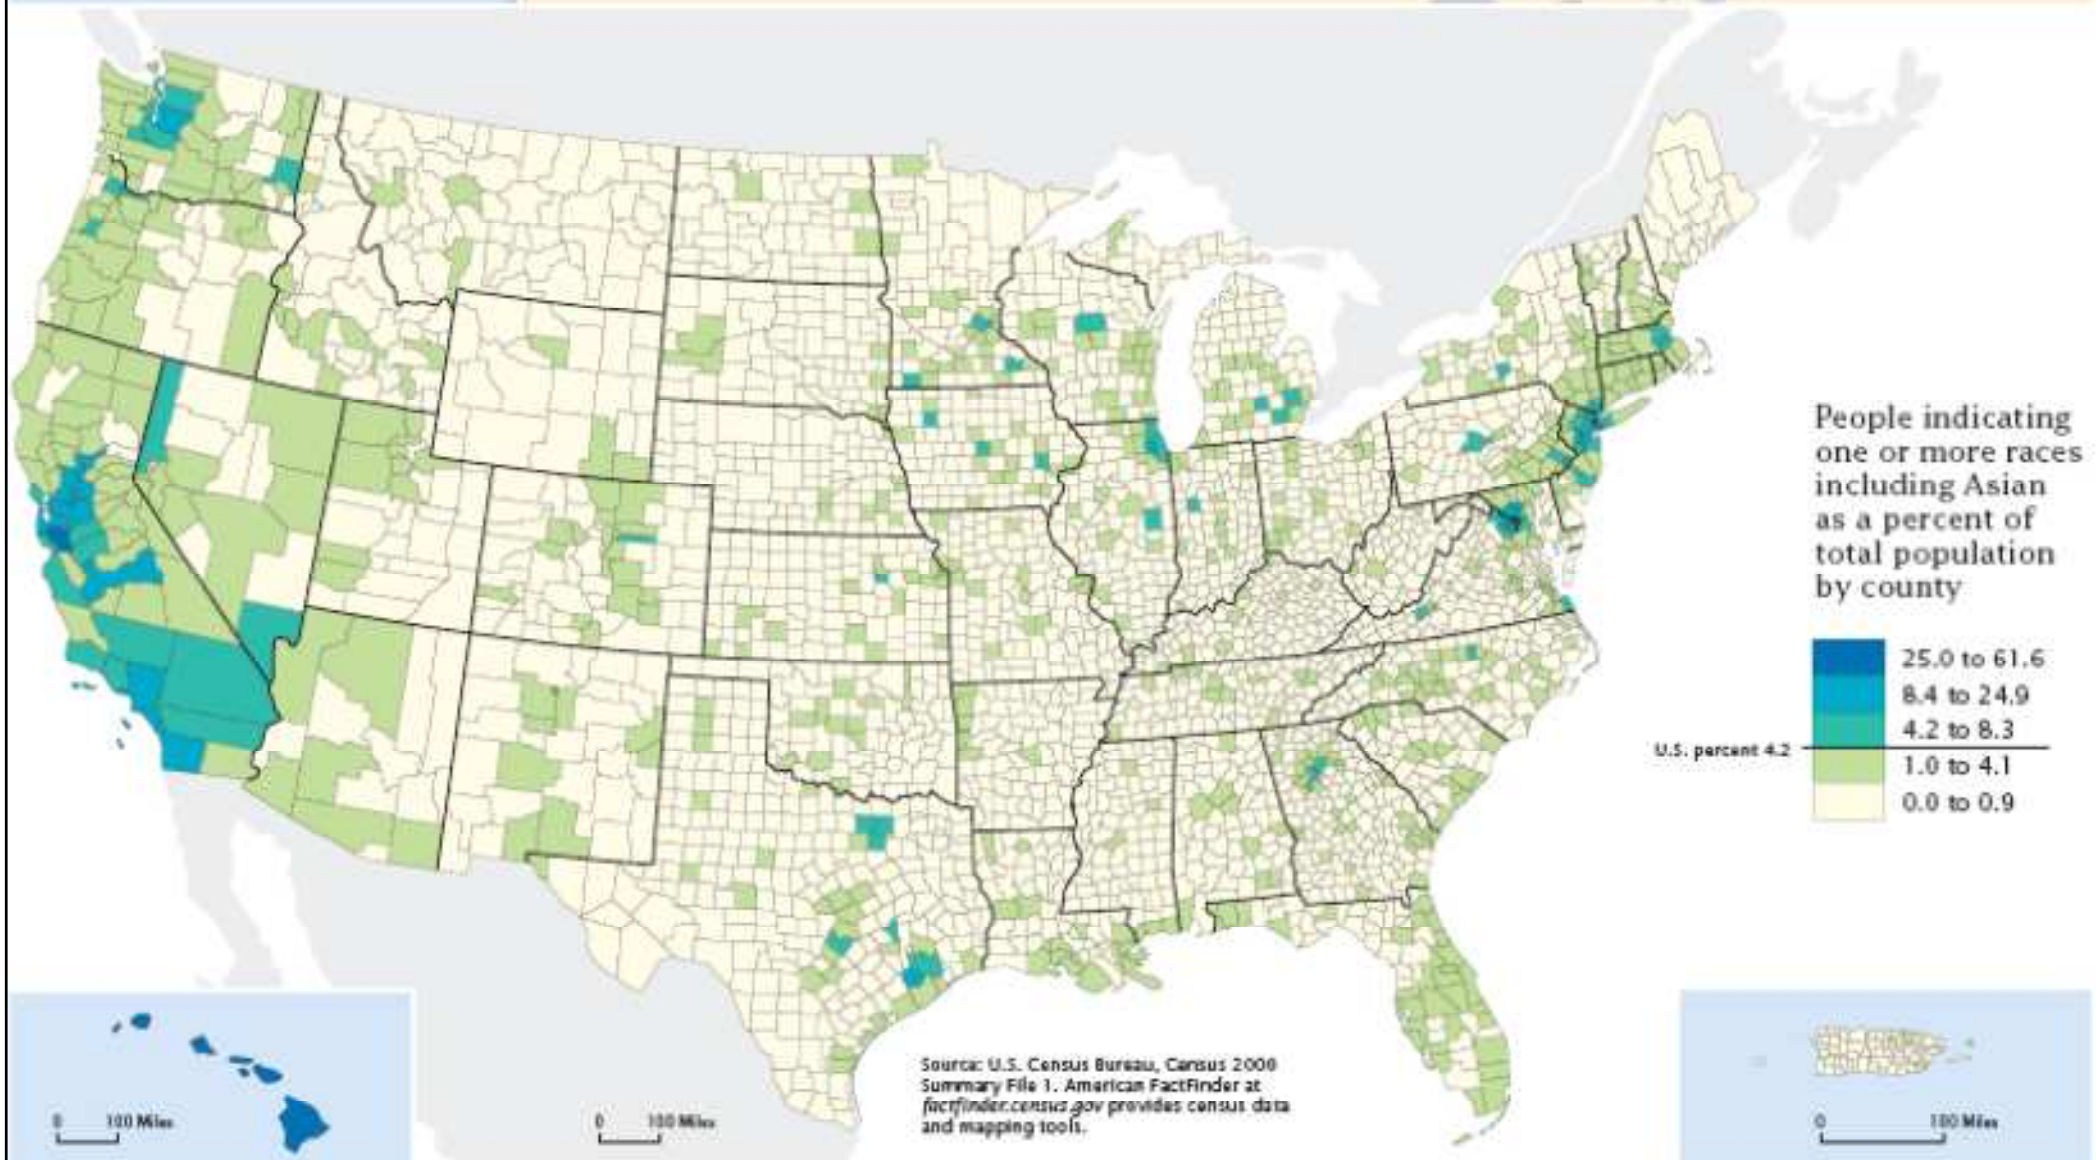 People indicating
one or more races
including Asian
as a percent of
total population
by county
25.0 to 61.6
8.4 to 24.9
4.2 to 8.3
U.S. percent 4.2
1.0 to 4.1
0.0 to 0.9
Source: U.S. Census Bureau, Census 2000
Summary File 1. American FactFinder at
factfinder.census.gov provides census data
and mapping tools.
0 100 Miles
0 100 Miles
0 100 Miles